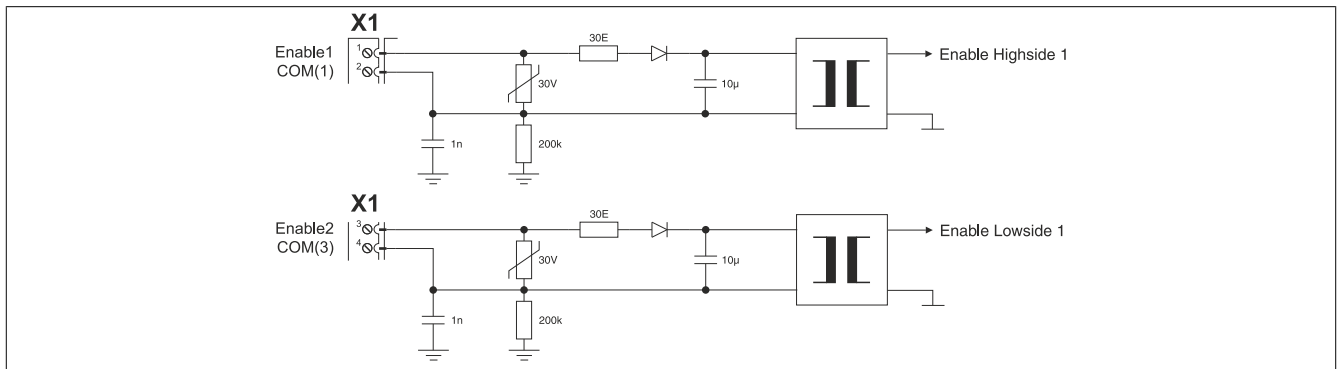 X1
30E
Enable1
1
Enable Highside 1
COM(1)
2
30V
10µ
1n
200k
X1
30E
Enable2
3
Enable Lowside 1
COM(3)
4
30V
10µ
1n
200k